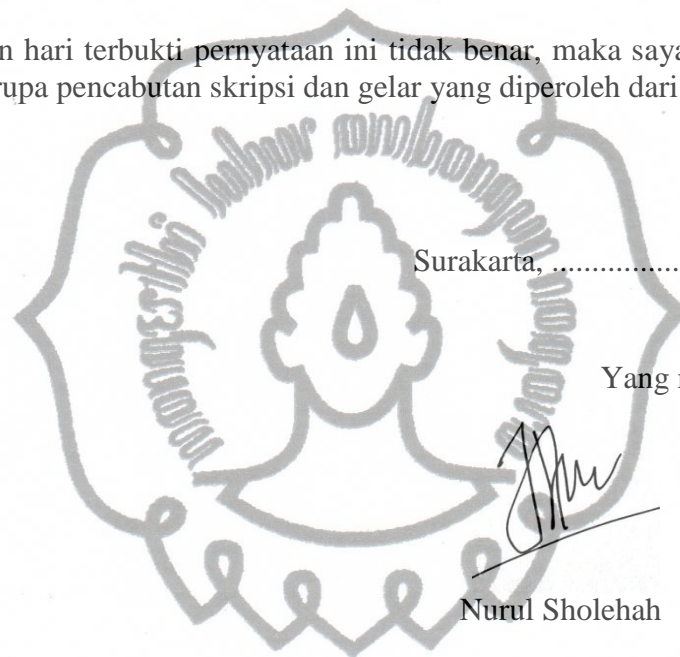 n hari terbukti pernyataan ini tidak benar, maka saya
rupa pencabutan skripsi dan gelar yang diperoleh dari
Surakarta, ................
Yang
Nurul Sholehah